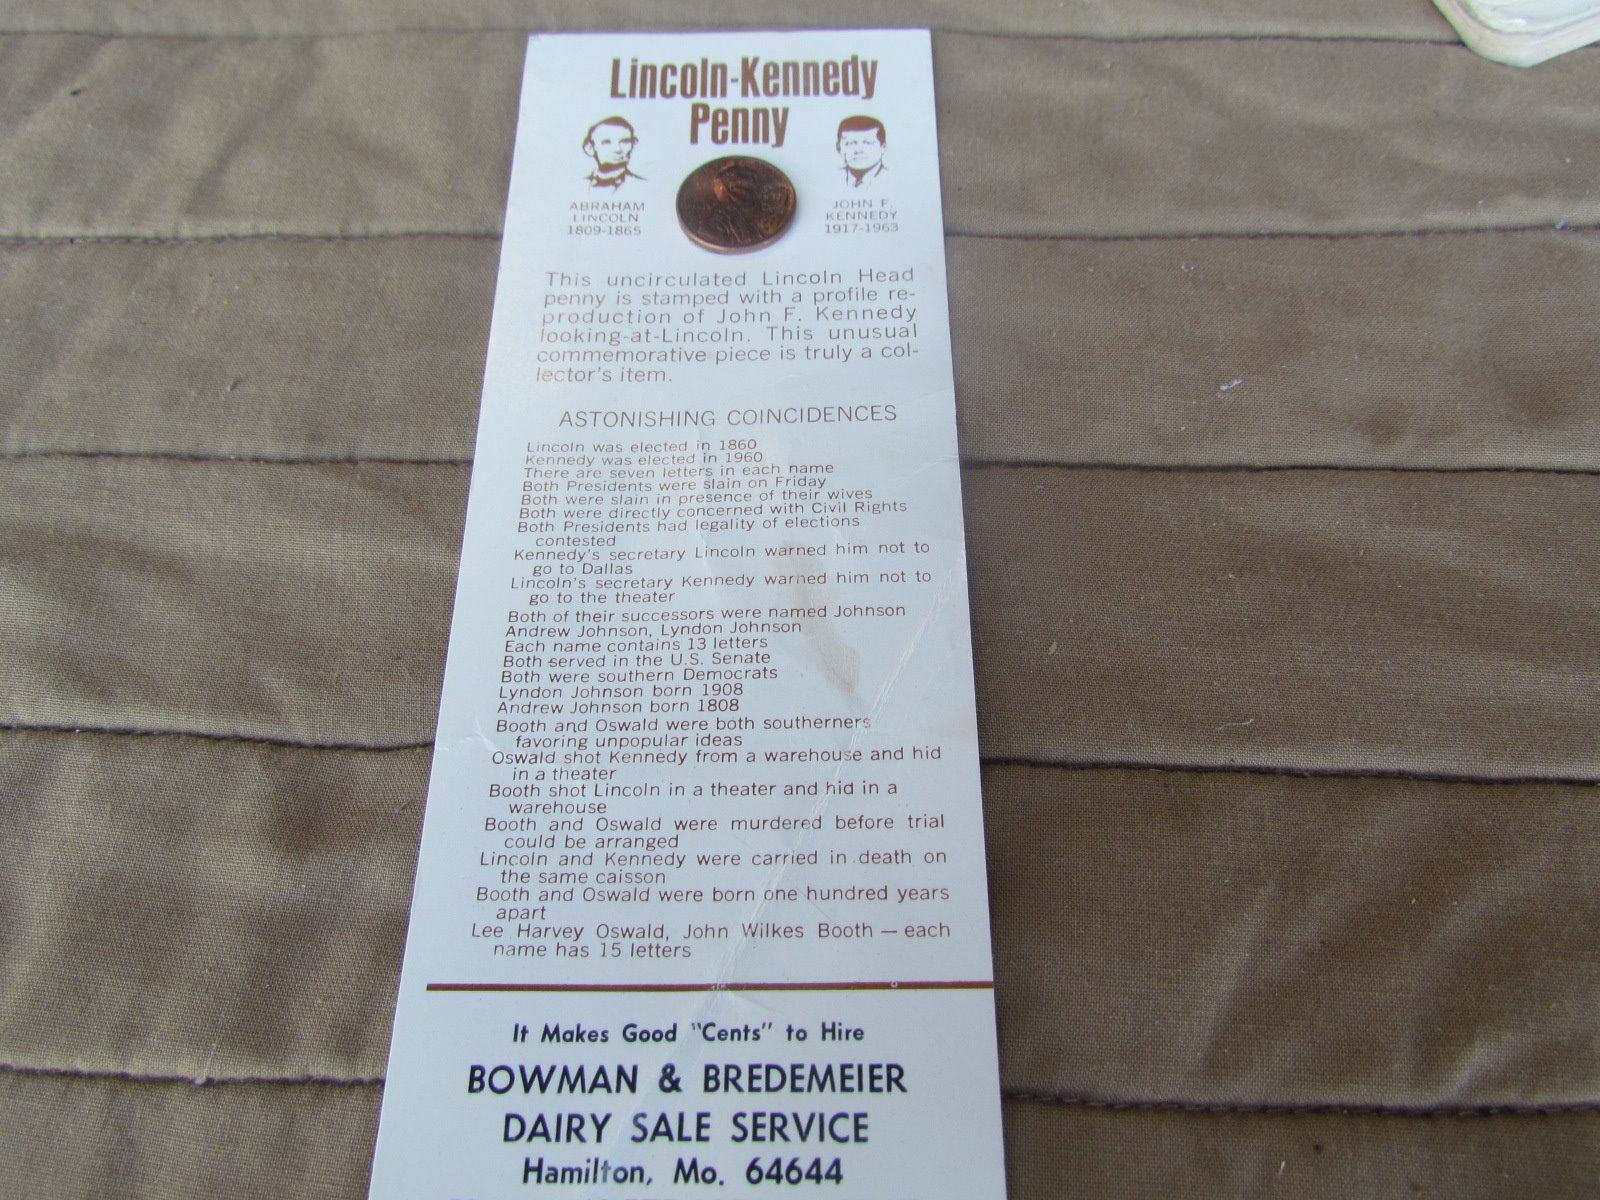 Lincoln-Kennedy
Penny
ABRAHAM
LINCOLN
1809-1865
JOHN F.
KENNEDY
1917-1963
This uncirculated Lincoln Head
penny is stamped with a profile re-
production of John F. Kennedy
looking-at-Lincoln. This unusual
commemorative piece is truly a col-
lector's item.
ASTONISHING COINCIDENCES
Lincoln was elected in 1860
Kennedy was elected in 1960
There are seven letters in each name
Both Presidents were slain on Friday
Both were slain in presence of their wives
Both were directly concerned with Civil Rights
Both Presidents had legality of elections
contested
Kennedy's secretary Lincoln warned him not to
go to Dallas
Lincoln's secretary Kennedy warned him not to
go to the theater
Both of their successors were named Johnson
Andrew Johnson, Lyndon Johnson
Each name contains 13 letters
Both served in the U.S. Senate
Both were southern Democrats
Lyndon Johnson born 1908
Andrew Johnson born 1808
Booth and Oswald were both southerners
favoring unpopular ideas
Oswald shot Kennedy from a warehouse and hid
in a theater
Booth shot Lincoln in a theater and hid in a
warehouse
Booth and Oswald were murdered before trial
could be arranged
Lincoln and Kennedy were carried in death on
the same caisson
Booth and Oswald were born one hundred years
apart
Lee Harvey Oswald, John Wilkes Booth — each
name has 15 letters
It Makes Good "Cents" to Hire
BOWMAN & BREDEMEIER
DAIRY SALE SERVICE
Hamilton, Mo. 64644